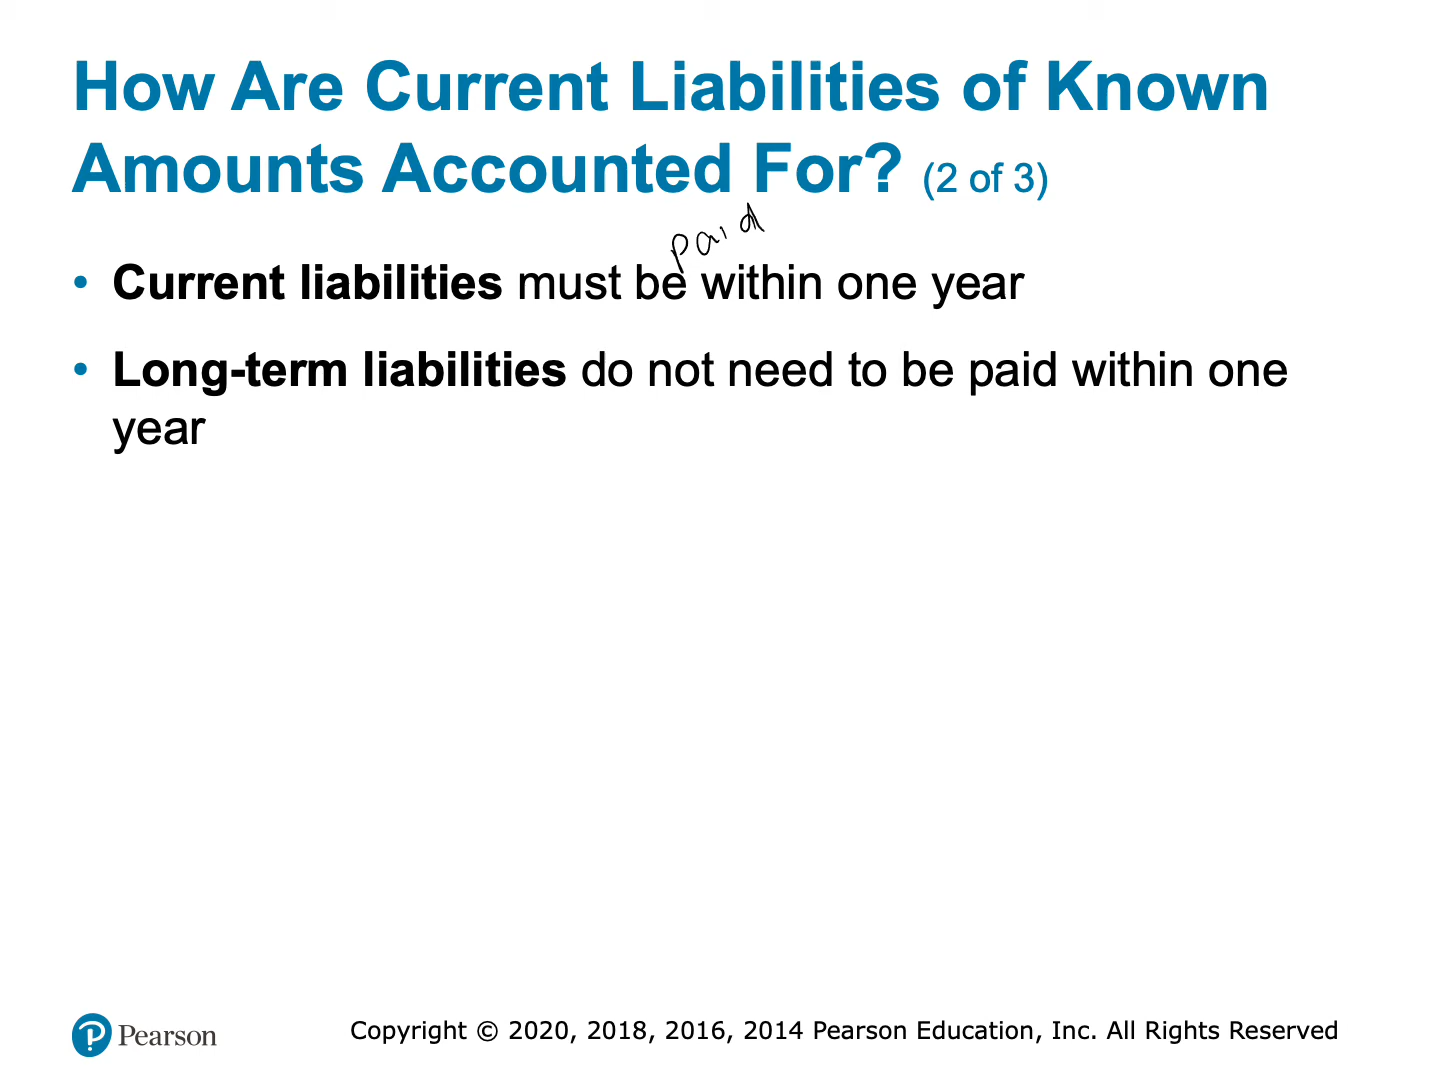 How Are Current Liabilities of Known
Amounts Accounted For? (2 of 3)
paid
• Current liabilities must be within one year
• Long-term liabilities do not need to be paid within one
year
Pearson
Copyright © 2020, 2018, 2016, 2014 Pearson Education, Inc. All Rights Reserved